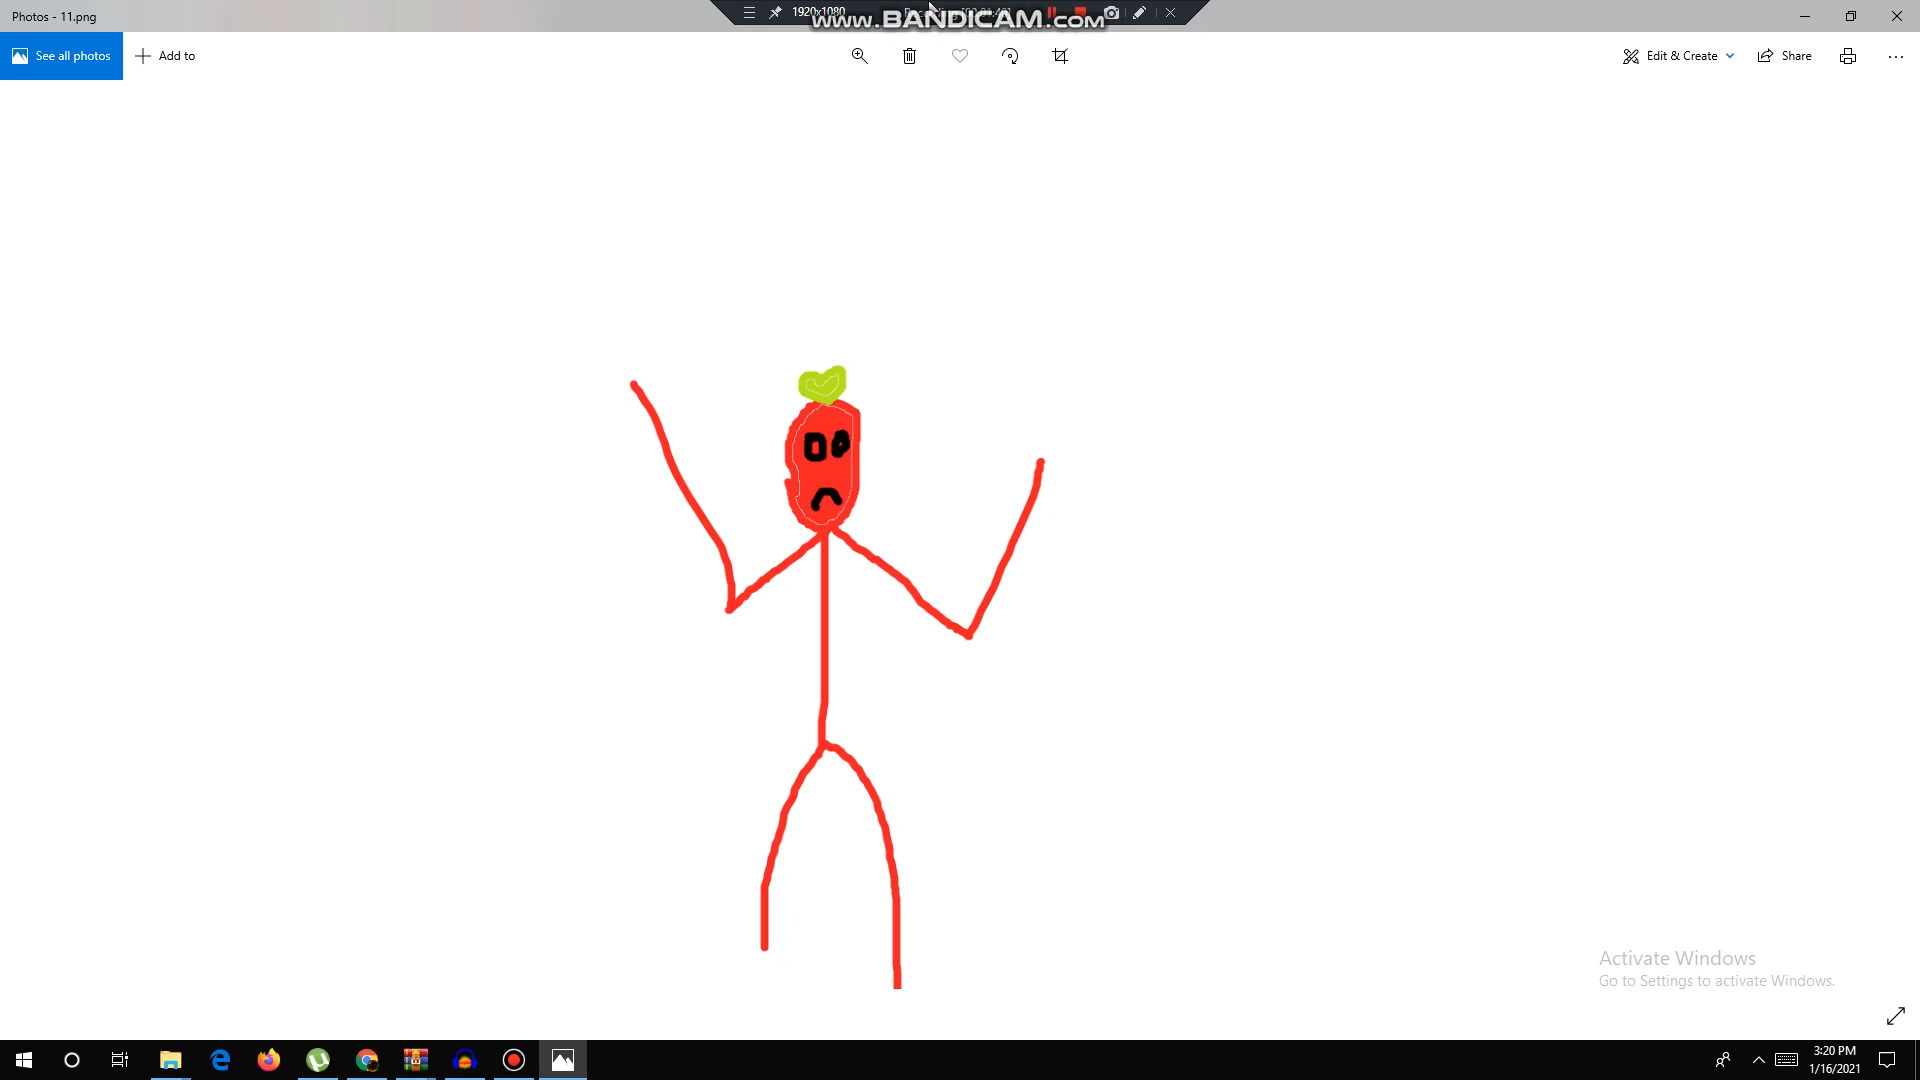 Photos - 11.png
1920x1080
www.BANDICAM.com
See all photos
Add to
Edit & Create
Share
Activate Windows
Go to Settings to activate Windows.
3:20 PM
1/16/2021